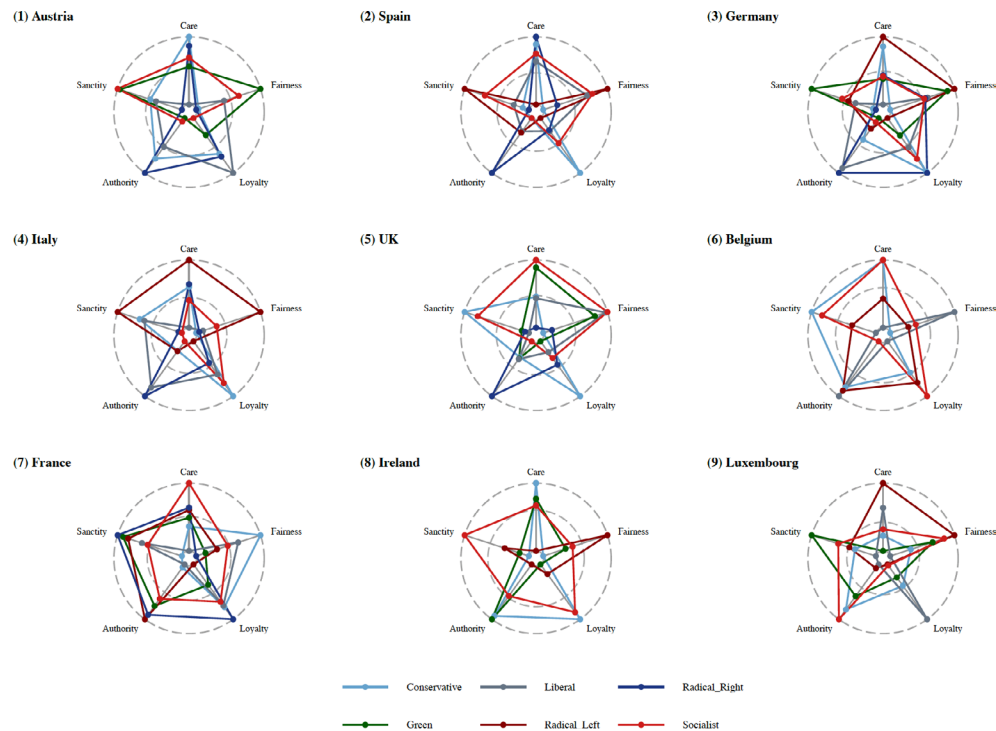 (1) Austria
(2) Spain
(3) Germany
Care
Care
Care
Sanctity
Fairness
Sanctity
Fairness
Sanctity
Fairness
Authority
Loyalty
Authority
Loyalty
Authority
Loyalty
(4) Italy
(5) UK
(6) Belgium
Care
Care
Care
Sanctity
Fairness
Sanctity
Fairness
Sanctity
Fairness
Authority
Loyalty
Authority
Loyalty
Authority
Loyalty
(7) France
(8) Ireland
(9) Luxembourg
Care
Care
Care
Sanctity
Fairness
Sanctity
Fairness
Sanctity
Fairness
Authority
Loyalty
Authority
Loyalty
Authority
Loyalty
Conservative
Liberal
Radical_Right
Green
Radical_Left
Socialist